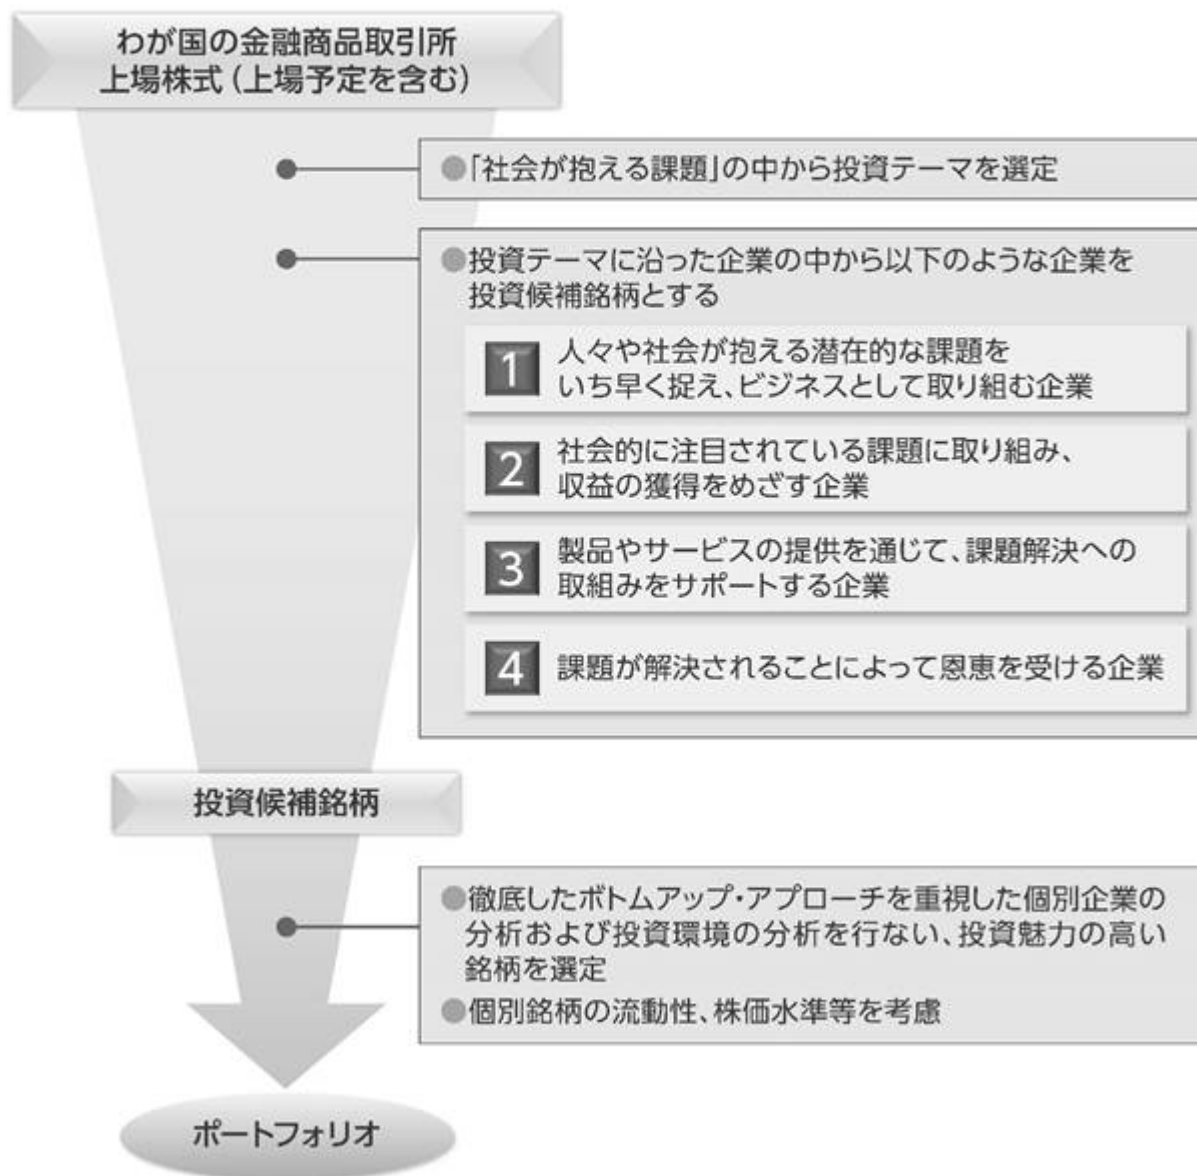 わが国の金融商品取引所
上場株式（上場予定を含む）
●「社会が抱える課題」の中から投資テーマを選定
●投資テーマに沿った企業の中から以下のような企業を
投資候補銘柄とする
1 人々や社会が抱える潜在的な課題を
いち早く捉え、ビジネスとして取り組む企業
2 社会的に注目されている課題に取り組み、
収益の獲得をめざす企業
3 製品やサービスの提供を通じて、課題解決への
取組みをサポートする企業
4 課題が解決されることによって恩恵を受ける企業
投資候補銘柄
●徹底したボトムアップ・アプローチを重視した個別企業の
分析および投資環境の分析を行ない、投資魅力の高い
銘柄を選定
●個別銘柄の流動性、株価水準等を考慮
ポートフォリオ